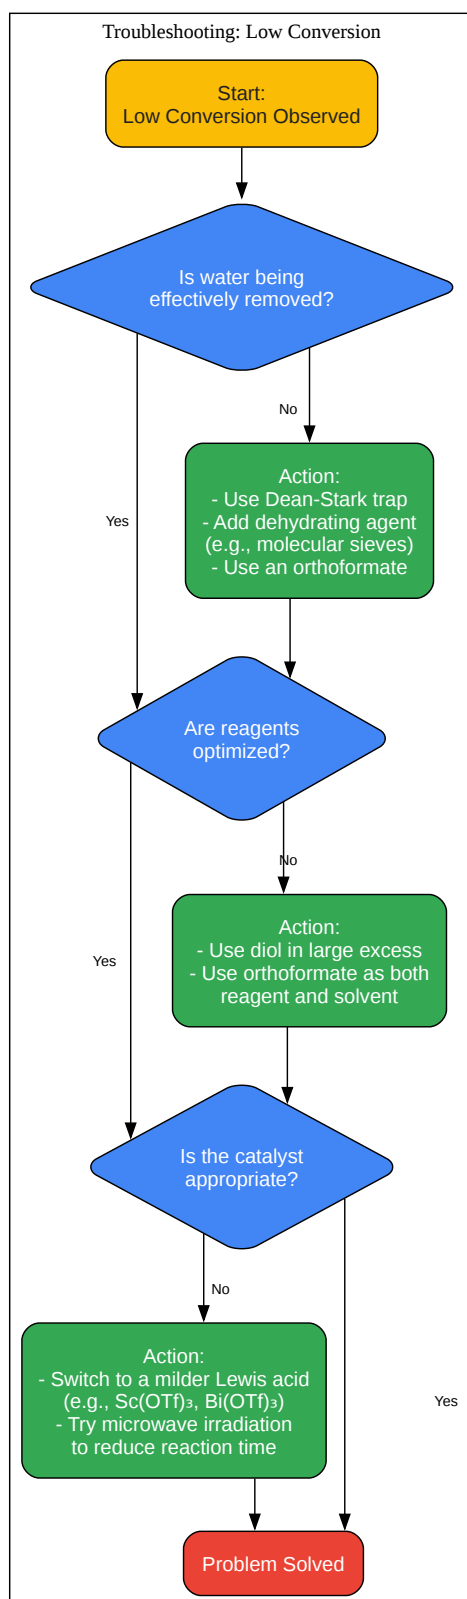 Troubleshooting: Low Conversion
Start:
Low Conversion Observed
Is water being
effectively removed?
No
Yes
Action:
- Use Dean-Stark trap
- Add dehydrating agent
(e.g., molecular sieves)
- Use an orthoformate
Are reagents
optimized?
No
Yes
Action:
- Use diol in large excess
- Use orthoformate as both
reagent and solvent
Is the catalyst
appropriate?
No
Yes
Action:
- Switch to a milder Lewis acid
(e.g., Sc(OTf)₃, Bi(OTf)₃)
- Try microwave irradiation
to reduce reaction time
Problem Solved